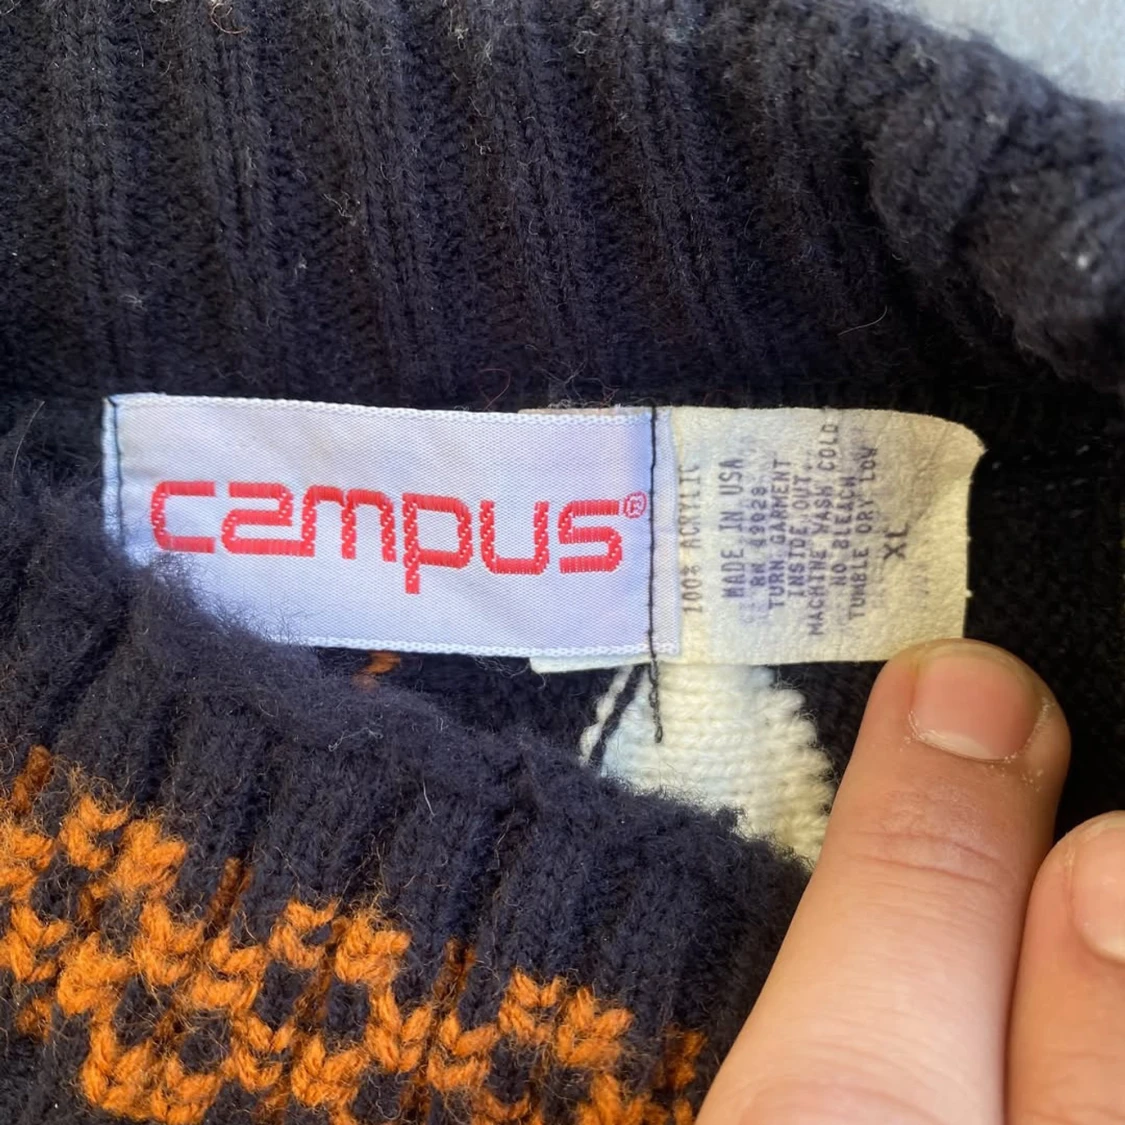 campus®
100% ACRYLIC
MADE IN USA
RN 49028
TURN GARMENT
INSIDE OUT
MACHINE WASH COLD
NO BLEACH
TUMBLE DRY LOW
XL